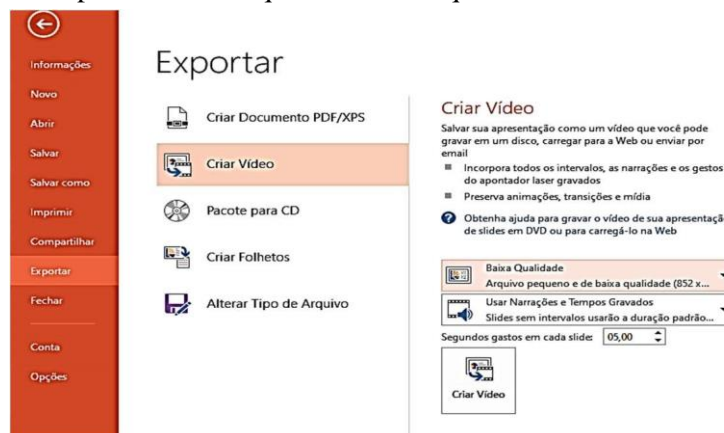 Informações
Novo
Abrir
Salvar
Salvar como
Imprimir
Compartilhar
Exportar
Fechar
Conta
Opções
Exportar
Criar Documento PDF/XPS
Criar Vídeo
Pacote para CD
Criar Folhetos
Alterar Tipo de Arquivo
Criar Vídeo
Salvar sua apresentação como um vídeo que você pode
gravar em um disco, carregar para a Web ou enviar por
email
Incorpora todos os intervalos, as narrações e os gestos
do apontador laser gravados
Preserva animações, transições e mídia
Obtenha ajuda para gravar o vídeo de sua apresentaçã
de slides em DVD ou para carregá-lo na Web
Baixa Qualidade
Arquivo pequeno e de baixa qualidade (852 x...
Usar Narrações e Tempos Gravados
Slides sem intervalos usarão a duração padrão...
Segundos gastos em cada slide: 05,00
Criar Vídeo